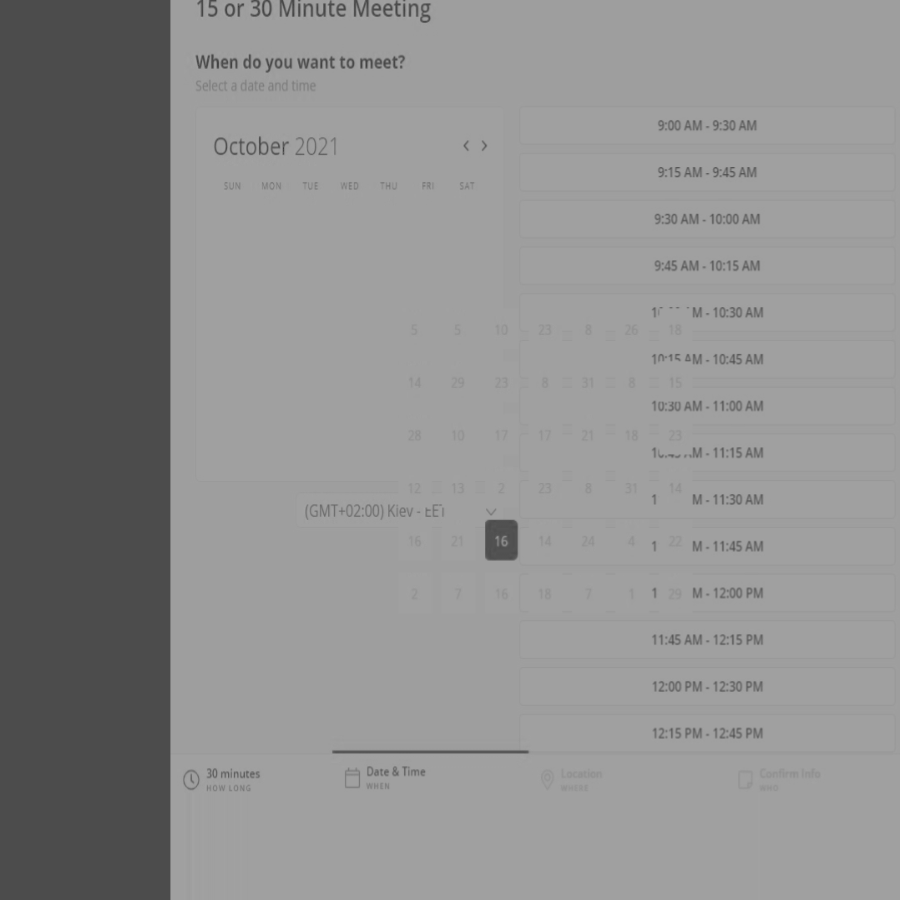 15 or 30 Minute Meeting
When do you want to meet?
Select a date and time
October 2021
SUN MON TUE WED THU FRI SAT
9:00 AM - 9:30 AM
9:15 AM - 9:45 AM
9:30 AM - 10:00 AM
9:45 AM - 10:15 AM
M - 10:30 AM
5 5 10 23 8 26 18
10:15 AM - 10:45 AM
14 29 23 8 31 8 15
10:30 AM - 11:00 AM
28 10 17 17 21 18 23
M - 11:15 AM
12 13 2 23 8 31 14
1 M - 11:30 AM
(GMT+02:00) Kiev - EET
16 21 16 14 24 4 22
1 M - 11:45 AM
2 7 16 18 7 1 29
1 M - 12:00 PM
11:45 AM - 12:15 PM
12:00 PM - 12:30 PM
12:15 PM - 12:45 PM
30 minutes
HOW LONG
Date & Time
WHEN
Location
WHERE
Confirm Info
WHO